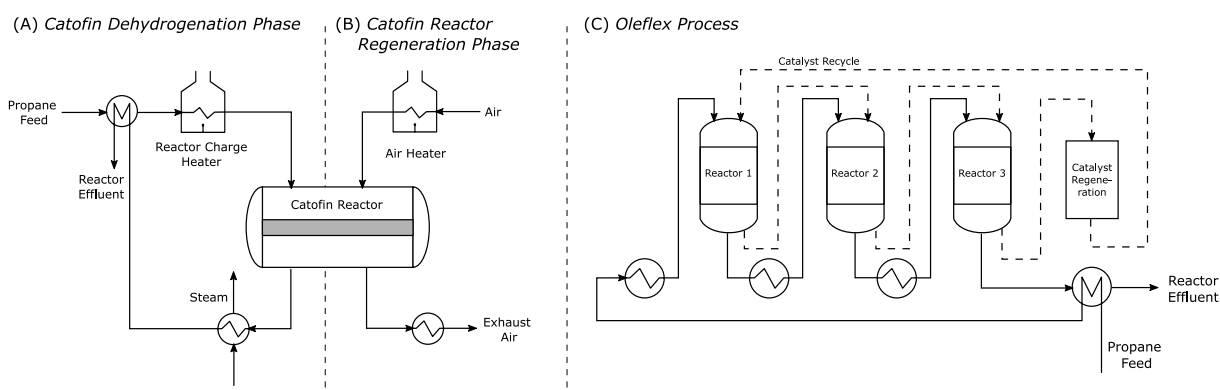 (A) Catofin Dehydrogenation Phase
Propane
Feed
Reactor Charge
Heater
Reactor
Effluent
Steam
(B) Catofin Reactor
Regeneration Phase
Air
Air Heater
Catofin Reactor
Exhaust
Air
(C) Oleflex Process
Catalyst Recycle
Reactor 1
Reactor 2
Reactor 3
Catalyst
Regene-
ration
Reactor
Effluent
Propane
Feed